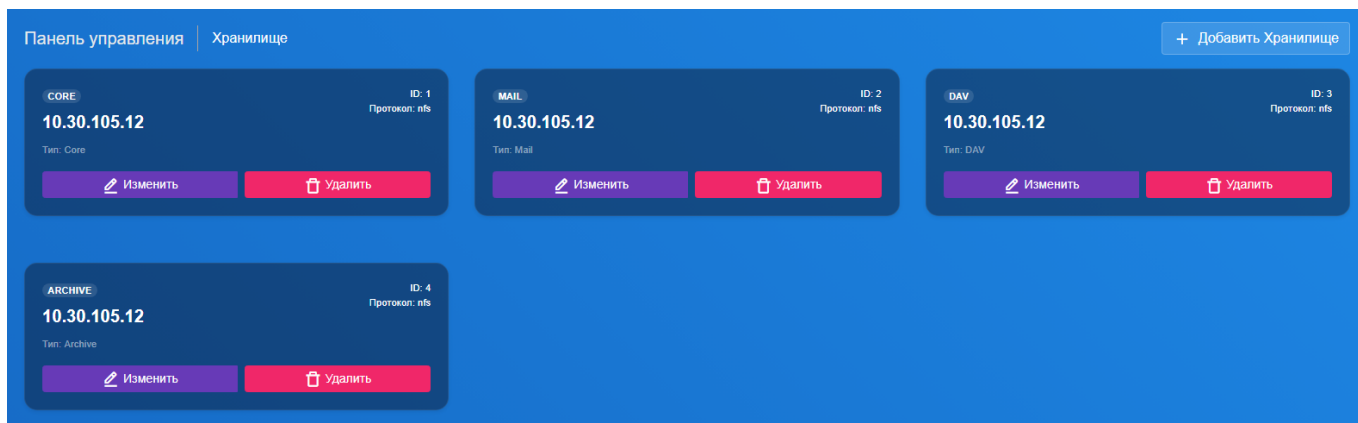 Панель управления Хранилище
+ Добавить Хранилище
CORE
ID: 1
Протокол: nfs
10.30.105.12
Тип: Core
Изменить
Удалить
MAIL
ID: 2
Протокол: nfs
10.30.105.12
Тип: Mail
Изменить
Удалить
DAV
ID: 3
Протокол: nfs
10.30.105.12
Тип: DAV
Изменить
Удалить
ARCHIVE
ID: 4
Протокол: nfs
10.30.105.12
Тип: Archive
Изменить
Удалить